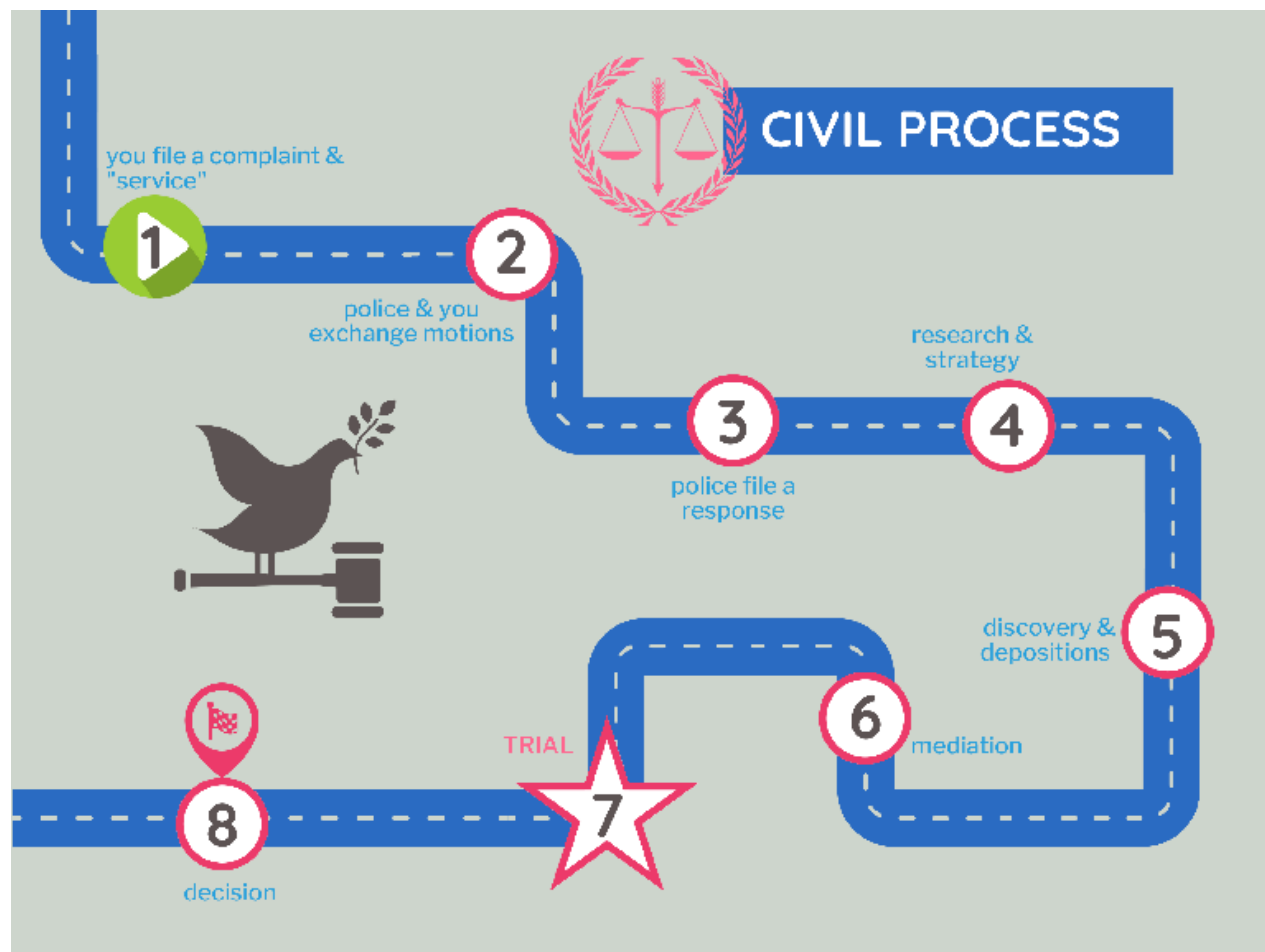 CIVIL PROCESS
you file a complaint &
"service"
1
2
police & you
exchange motions
3
police file a
response
research &
strategy
4
discovery &
depositions
5
6
mediation
TRIAL
7
8
decision